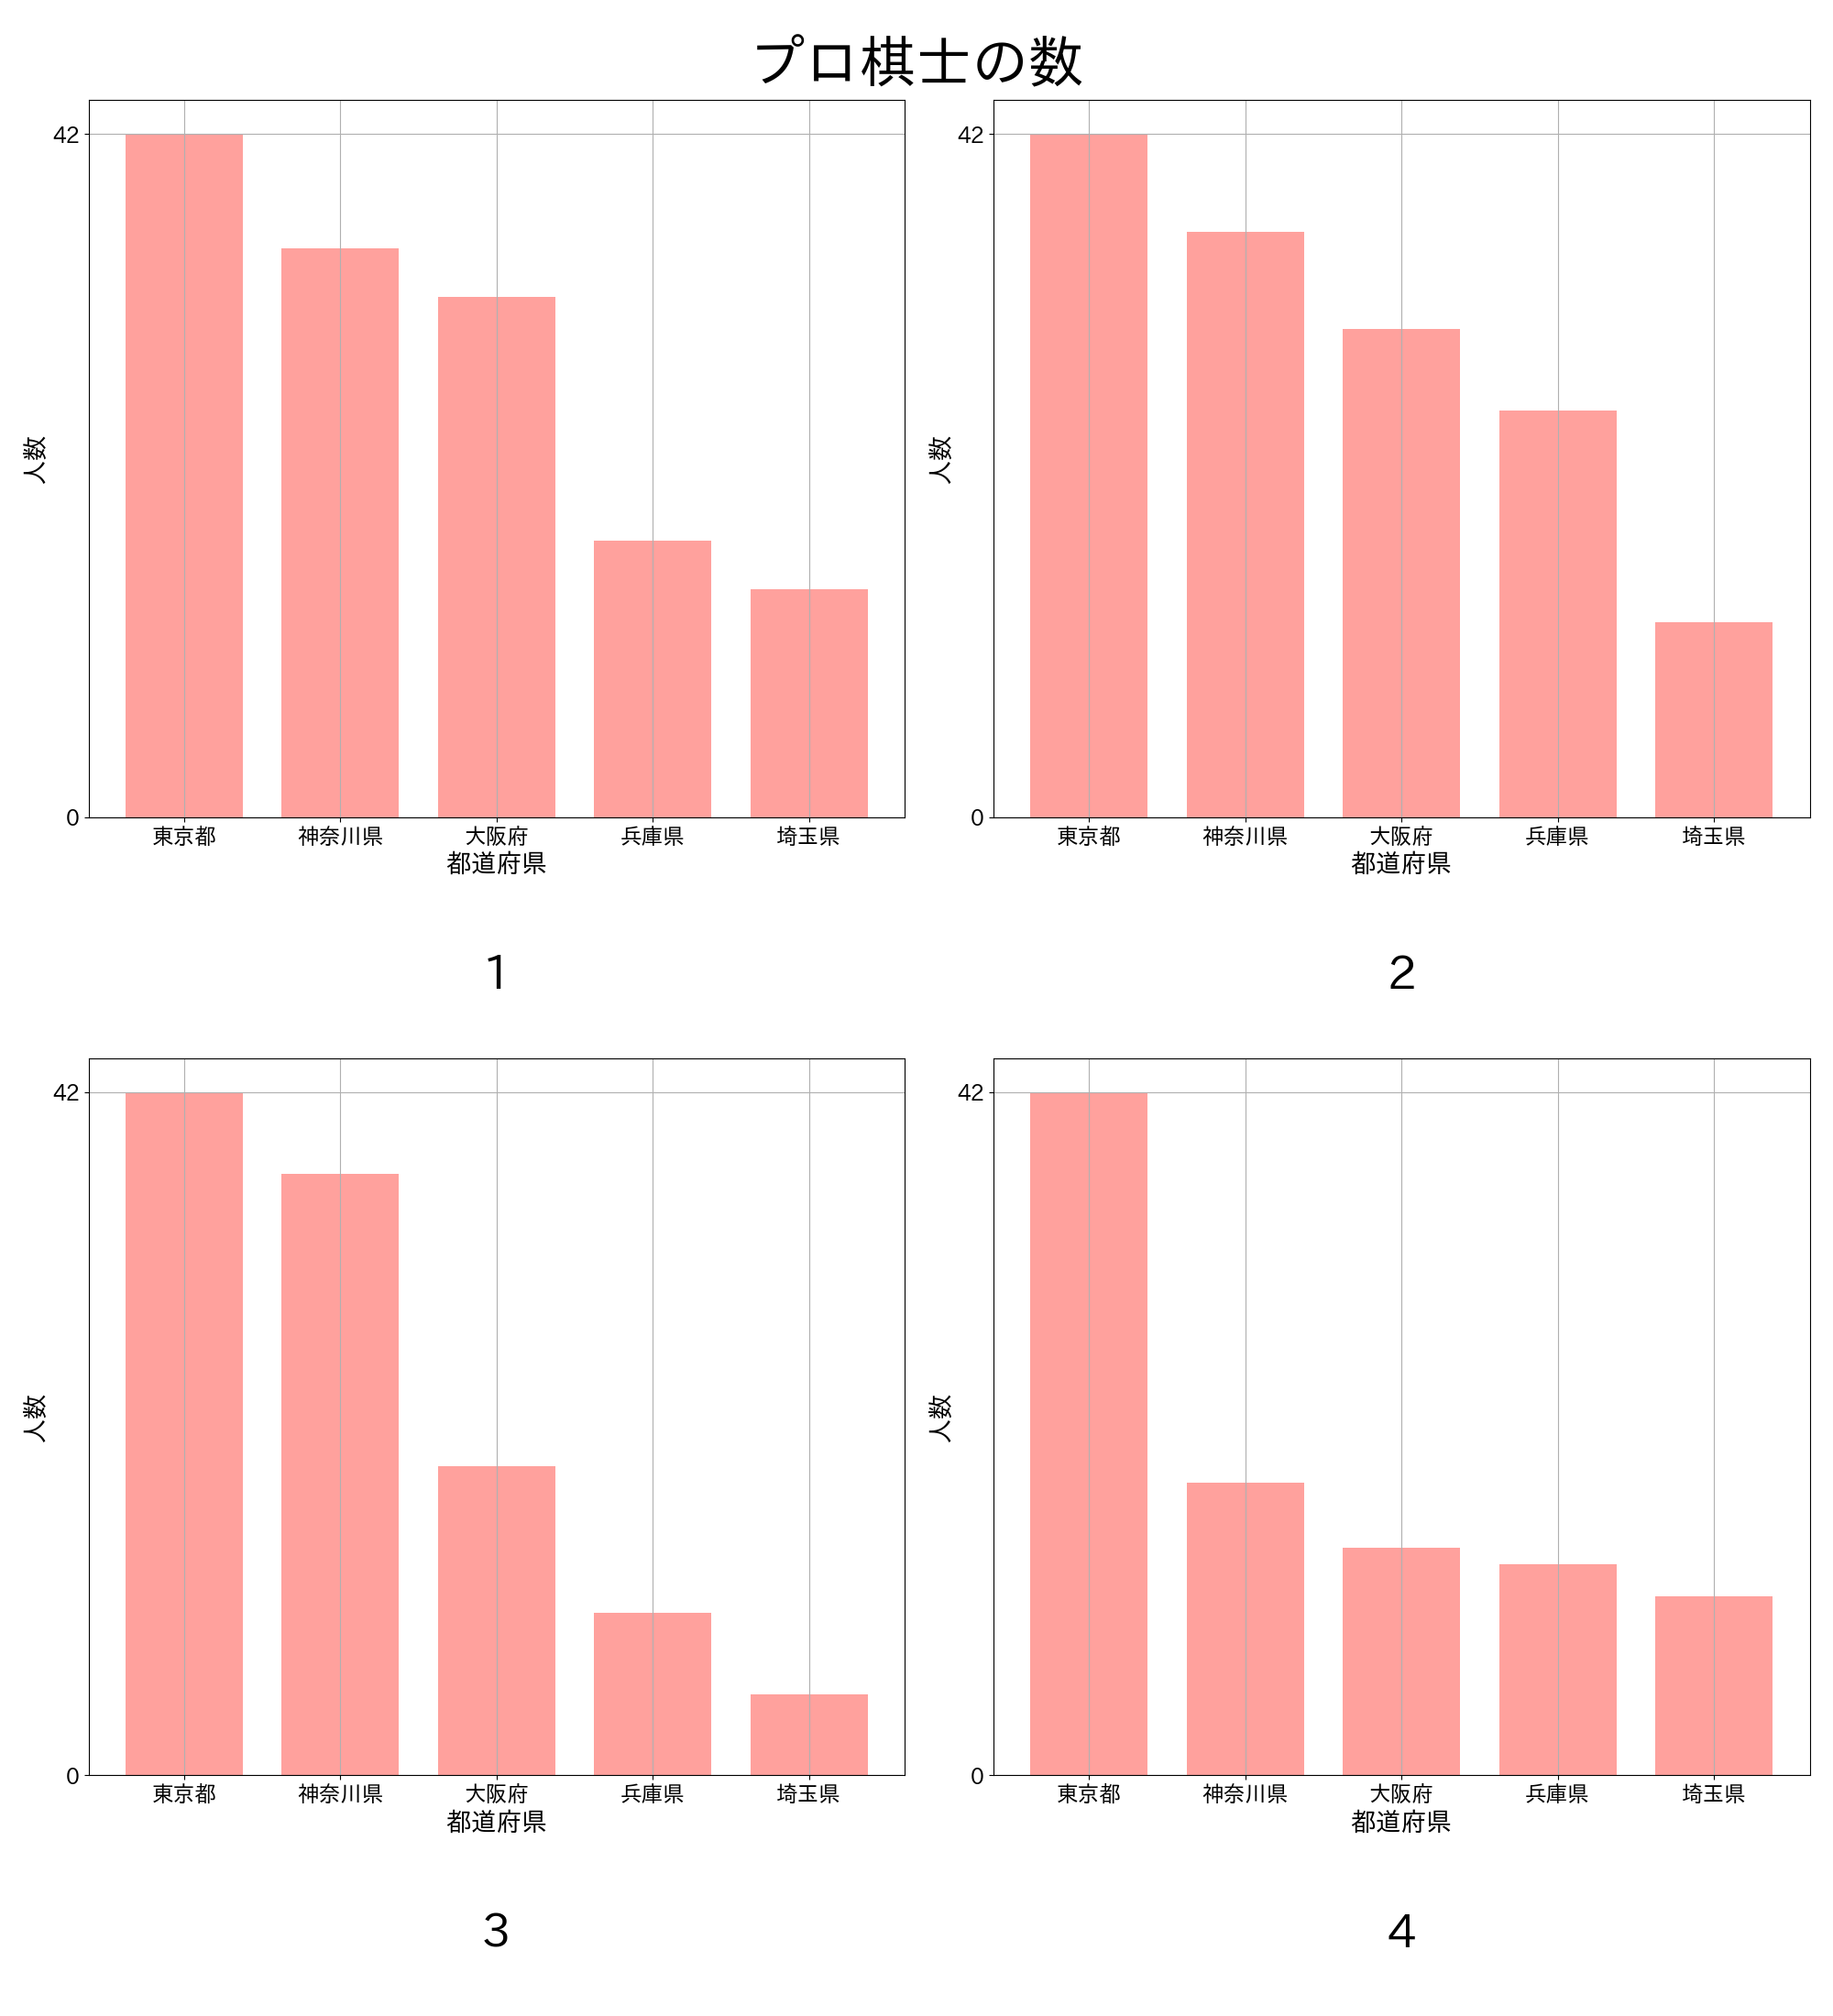 プロ棋士の数
42
0
人数
東京都 神奈川県 大阪府 兵庫県 埼玉県
都道府県
1
42
0
人数
東京都 神奈川県 大阪府 兵庫県 埼玉県
都道府県
2
42
0
人数
東京都 神奈川県 大阪府 兵庫県 埼玉県
都道府県
3
42
0
人数
東京都 神奈川県 大阪府 兵庫県 埼玉県
都道府県
4